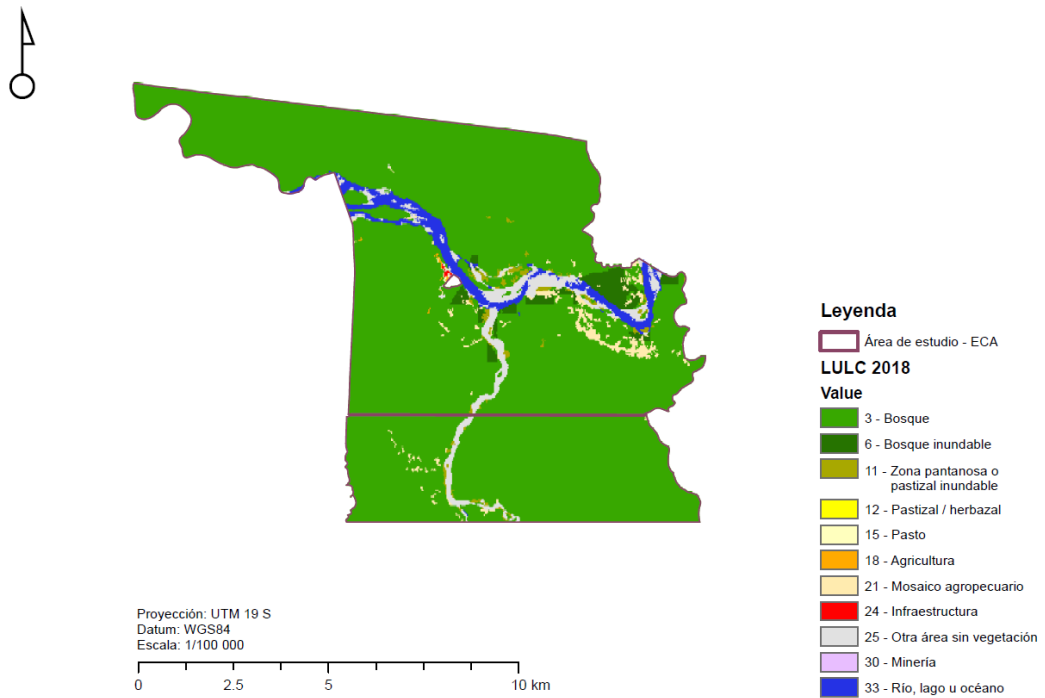 Leyenda
Área de estudio - ECA
LULC 2018
Value
3 - Bosque
6 - Bosque inundable
11 - Zona pantanosa o
pastizal inundable
12 - Pastizal / herbazal
15 - Pasto
18 - Agricultura
21 - Mosaico agropecuario
24 - Infraestructura
25 - Otra área sin vegetación
30 - Minería
33 - Río, lago u océano
Proyección: UTM 19 S
Datum: WGS84
Escala: 1/100 000
0 2.5 5 10 km